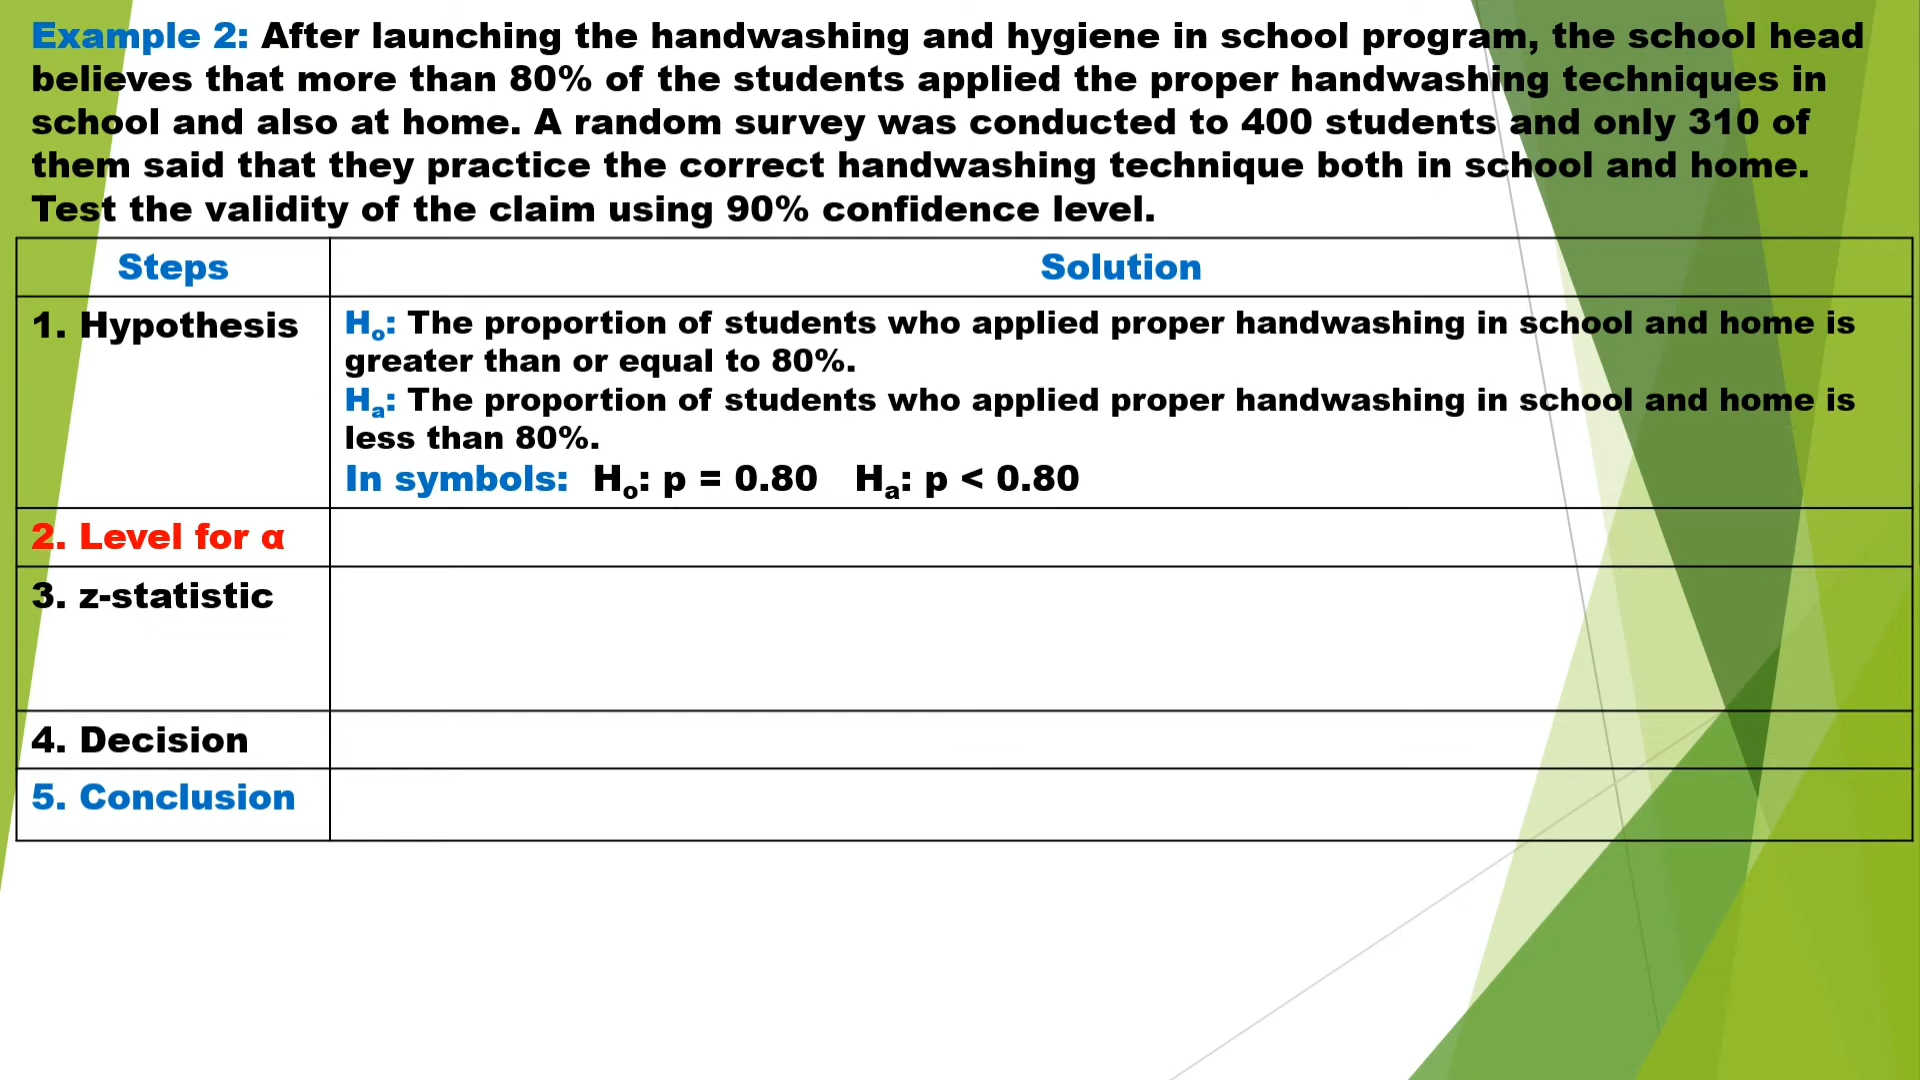 Example 2: After launching the handwashing and hygiene in school program, the school head
believes that more than 80% of the students applied the proper handwashing techniques in
school and also at home. A random survey was conducted to 400 students and only 310 of
them said that they practice the correct handwashing technique both in school and home.
Test the validity of the claim using 90% confidence level.
Steps
Solution
1. Hypothesis
Ho: The proportion of students who applied proper handwashing in school and home is
greater than or equal to 80%.
Ha: The proportion of students who applied proper handwashing in school and home is
less than 80%.
In symbols: Ho: p = 0.80 Ha: p < 0.80
2. Level for α
3. z-statistic
4. Decision
5. Conclusion